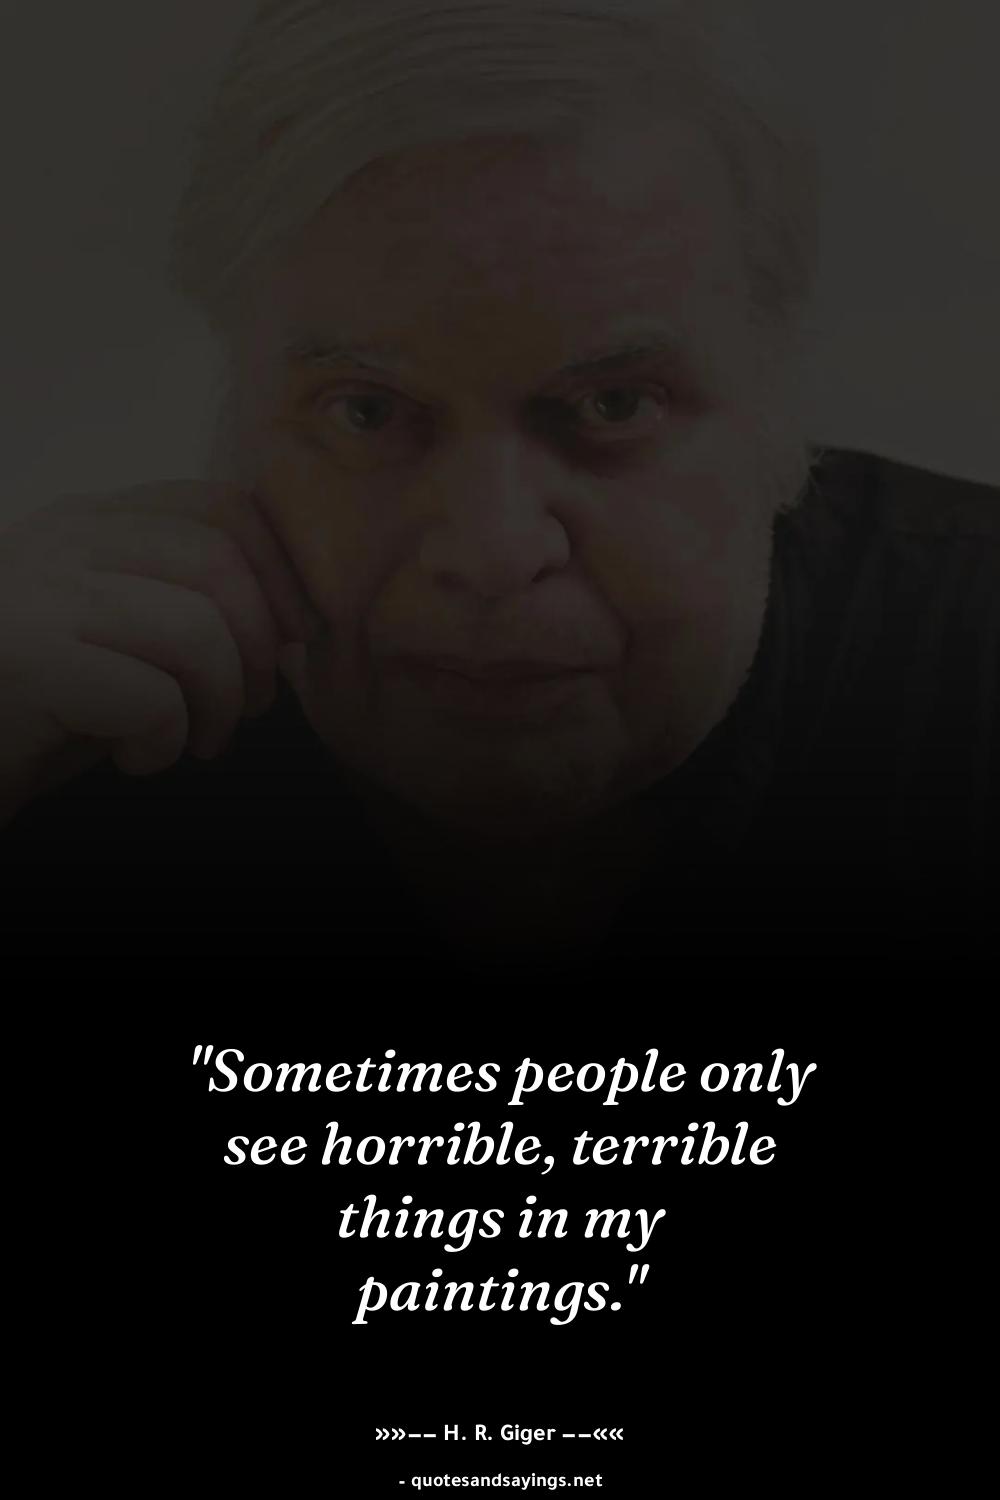 "Sometimes people only
see horrible, terrible
things in my
paintings."
»»–– H. R. Giger ––««
- quotesandsayings.net